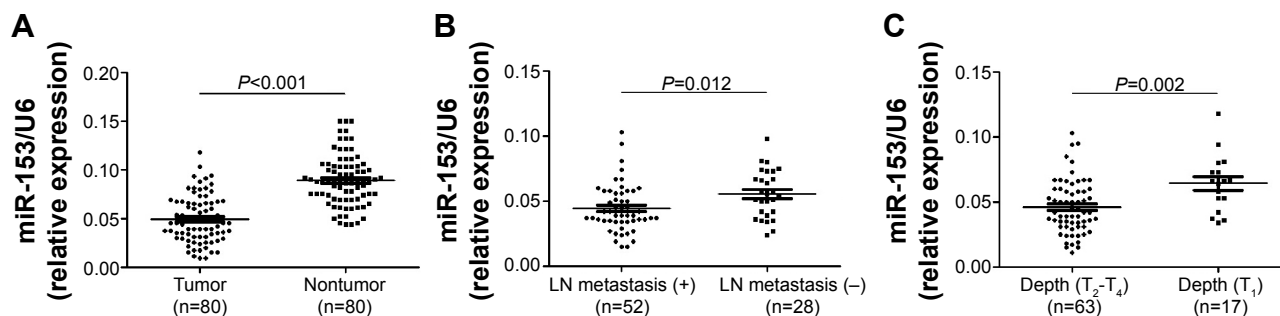 A
miR-153/U6
(relative expression)
0.20
0.15
0.10
0.05
0.00
P<0.001
Tumor
(n=80)
Nontumor
(n=80)
B
miR-153/U6
(relative expression)
0.15
0.10
0.05
0.00
P=0.012
LN metastasis (+)
(n=52)
LN metastasis (–)
(n=28)
C
miR-153/U6
(relative expression)
0.15
0.10
0.05
0.00
P=0.002
Depth (T₂-T₄)
(n=63)
Depth (T₁)
(n=17)